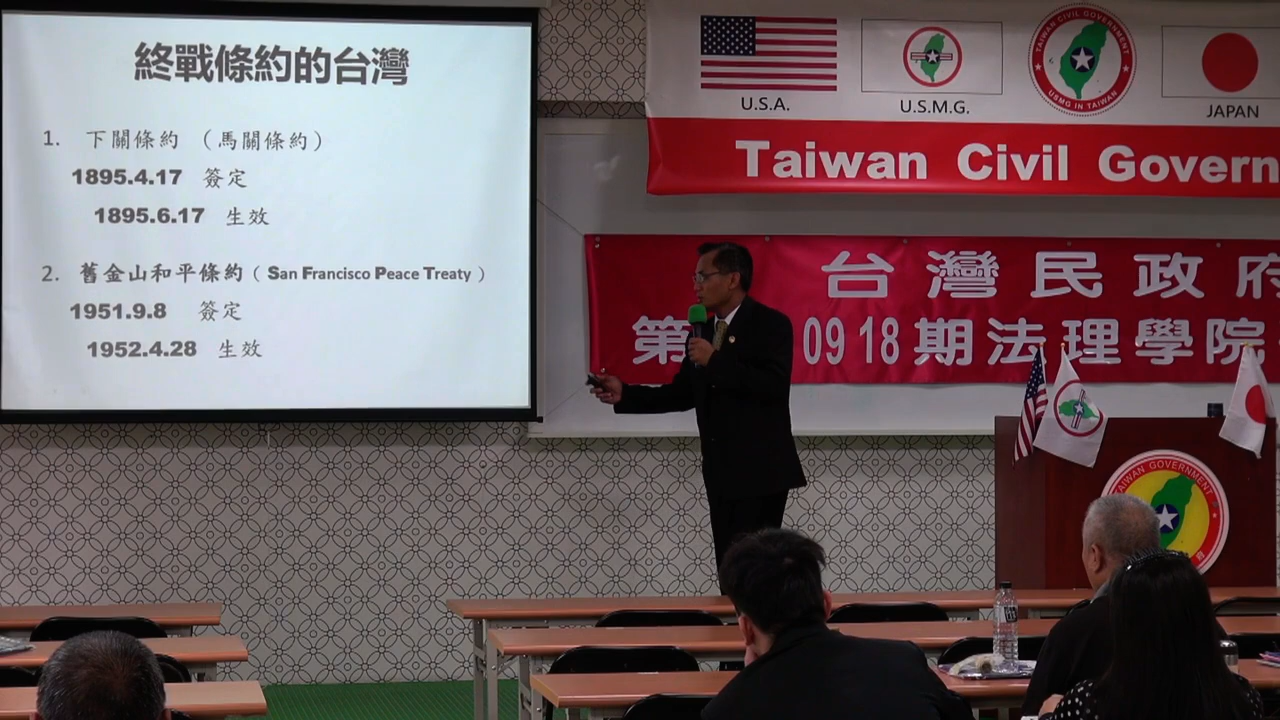 終戰條約的台灣
1. 下關條約 （馬關條約）
1895.4.17 簽定
1895.6.17 生效
2. 舊金山和平條約（San Francisco Peace Treaty）
1951.9.8 簽定
1952.4.28 生效
U.S.A.
U.S.M.G.
TAIWAN CIVIL GOVERNMENT
USMG IN TAIWAN
JAPAN
Taiwan Civil Govern
台灣民政府
第 09 18 期法理學院
TAIWAN GOVERNMENT